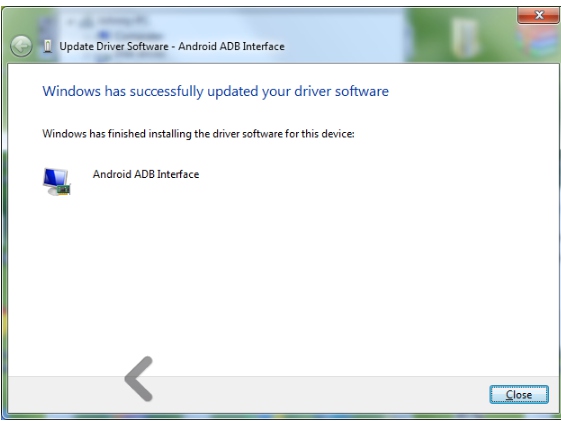 Update Driver Software - Android ADB Interface
Windows has successfully updated your driver software
Windows has finished installing the driver software for this device:
Android ADB Interface
Close